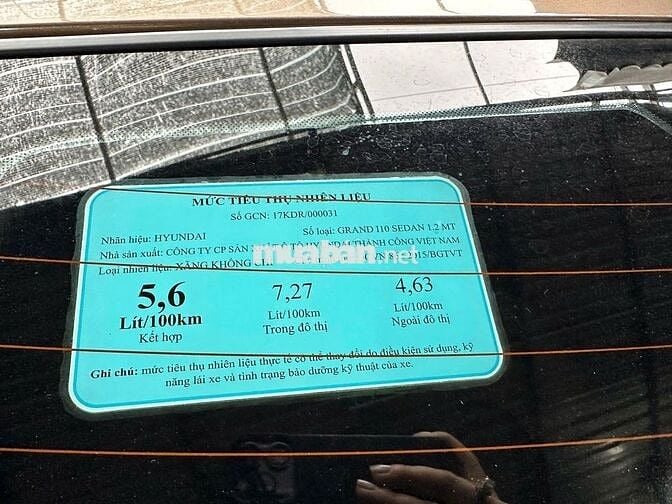 MỨC TIÊU THỤ NHIÊN LIỆU
Số GCN: 17KDR/000031
Nhãn hiệu: HYUNDAI
Số loại: GRAND I10 SEDAN 1.2 MT
Nhà sản xuất: CÔNG TY CP SẢN Ô TÔ HYUNDAI THÀNH CÔNG VIỆT NAM
Loại nhiên liệu: XĂNG KHÔNG
muaban.net
/BGTVT
5,6
Lít/100km
Kết hợp
7,27
Lít/100km
Trong đô thị
4,63
Lít/100km
Ngoài đô thị
Ghi chú: mức tiêu thụ nhiên liệu thực tế có thể thay đổi do điều kiện sử dụng, kỹ
năng lái xe và tình trạng bảo dưỡng kỹ thuật của xe.